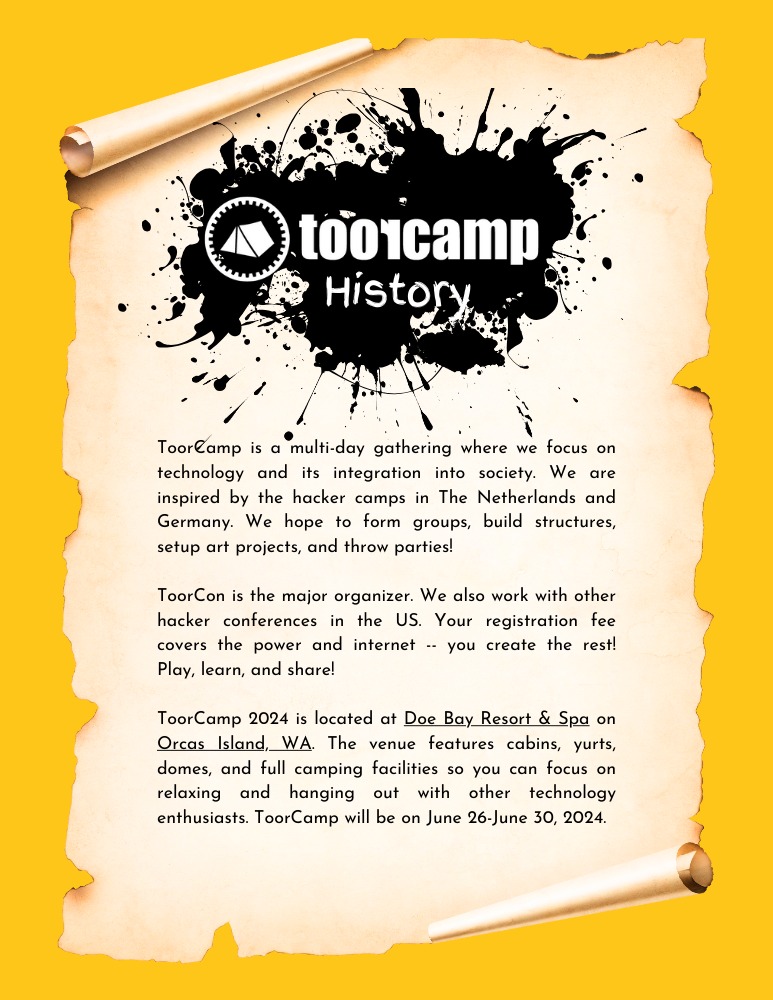 toorcamp
History
ToorCamp is a multi-day gathering where we focus on
technology and its integration into society. We are
inspired by the hacker camps in The Netherlands and
Germany. We hope to form groups, build structures,
setup art projects, and throw parties!
ToorCon is the major organizer. We also work with other
hacker conferences in the US. Your registration fee
covers the power and internet -- you create the rest!
Play, learn, and share!
ToorCamp 2024 is located at Doe Bay Resort & Spa on
Orcas Island, WA. The venue features cabins, yurts,
domes, and full camping facilities so you can focus on
relaxing and hanging out with other technology
enthusiasts. ToorCamp will be on June 26-June 30, 2024.